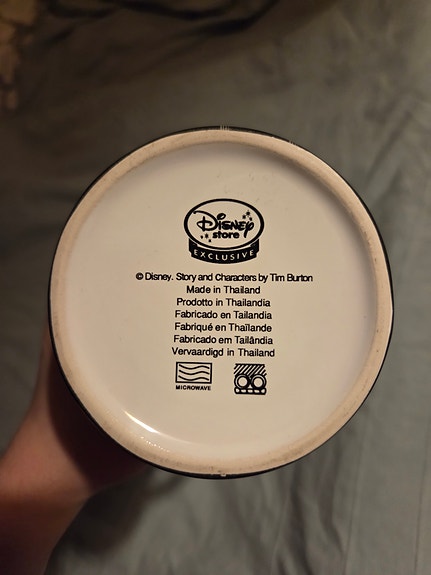 Disney
store
EXCLUSIVE
© Disney. Story and Characters by Tim Burton
Made in Thailand
Prodotto in Thailandia
Fabricado en Tailandia
Fabriqué en Thaïlande
Fabricado em Tailândia
Vervaardigd in Thailand
MICROWAVE